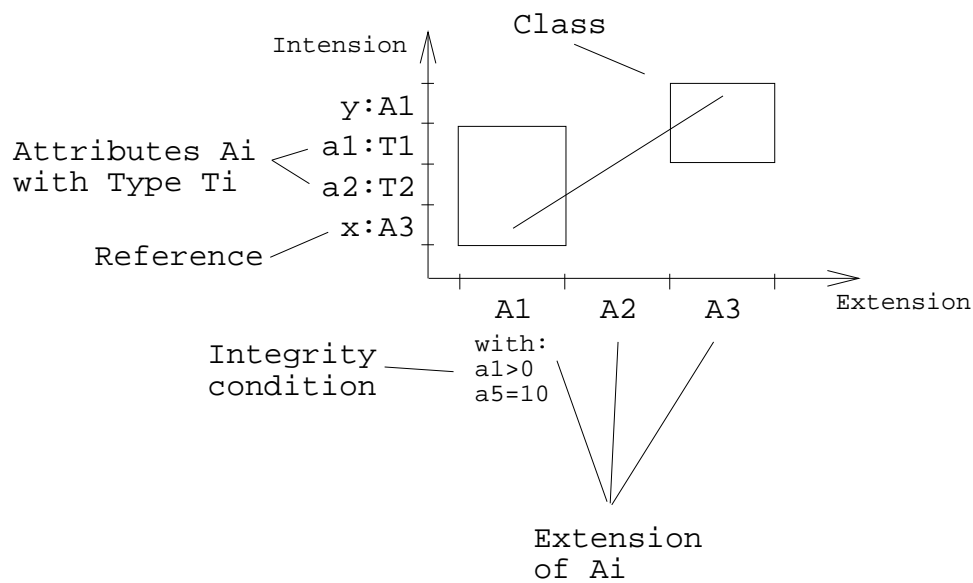 Class
Intension
y:A1
Attributes Ai
with Type Ti
a1:T1
a2:T2
x:A3
Reference
Extension
A1
A2
A3
with:
a1>0
a5=10
Integrity
condition
Extension
of Ai